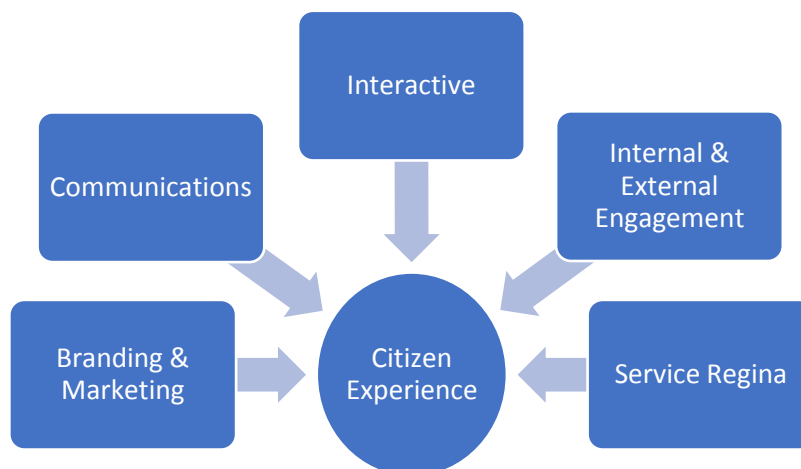 Interactive
Communications
Internal &
External
Engagement
Branding &
Marketing
Citizen
Experience
Service Regina